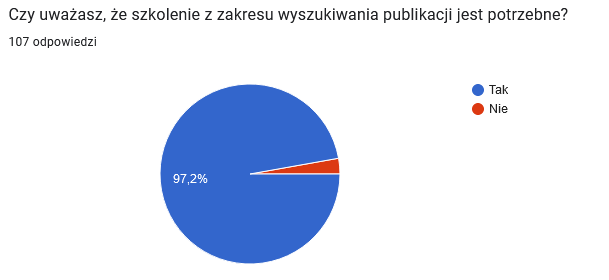 Czy uważasz, że szkolenie z zakresu wyszukiwania publikacji jest potrzebne?
107 odpowiedzi
Tak
Nie
97,2%